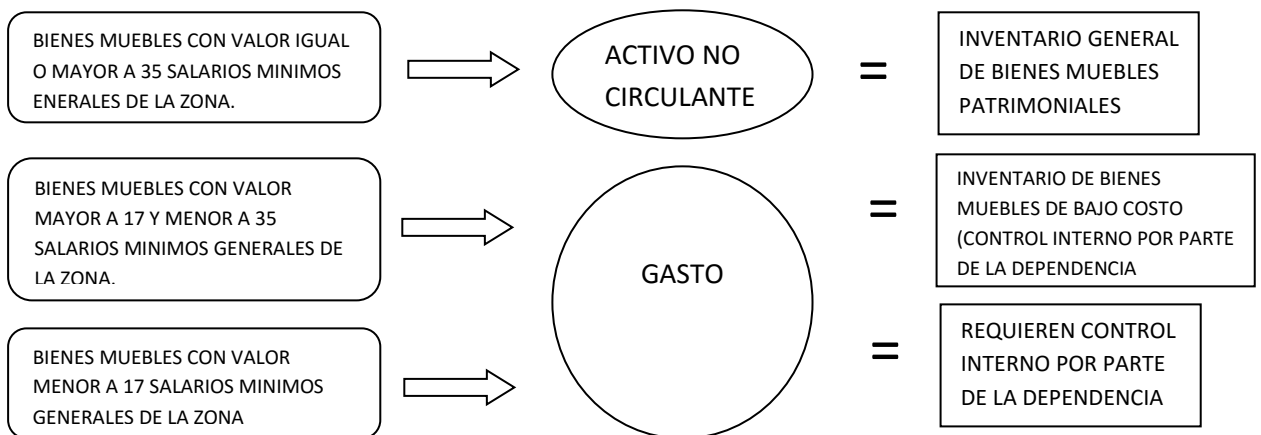 BIENES MUEBLES CON VALOR IGUAL
O MAYOR A 35 SALARIOS MINIMOS
ENERALES DE LA ZONA.
ACTIVO NO
CIRCULANTE
=
INVENTARIO GENERAL
DE BIENES MUEBLES
PATRIMONIALES
BIENES MUEBLES CON VALOR
MAYOR A 17 Y MENOR A 35
SALARIOS MINIMOS GENERALES DE
LA ZONA.
GASTO
=
INVENTARIO DE BIENES
MUEBLES DE BAJO COSTO
(CONTROL INTERNO POR PARTE
DE LA DEPENDENCIA
BIENES MUEBLES CON VALOR
MENOR A 17 SALARIOS MINIMOS
GENERALES DE LA ZONA
=
REQUIEREN CONTROL
INTERNO POR PARTE
DE LA DEPENDENCIA